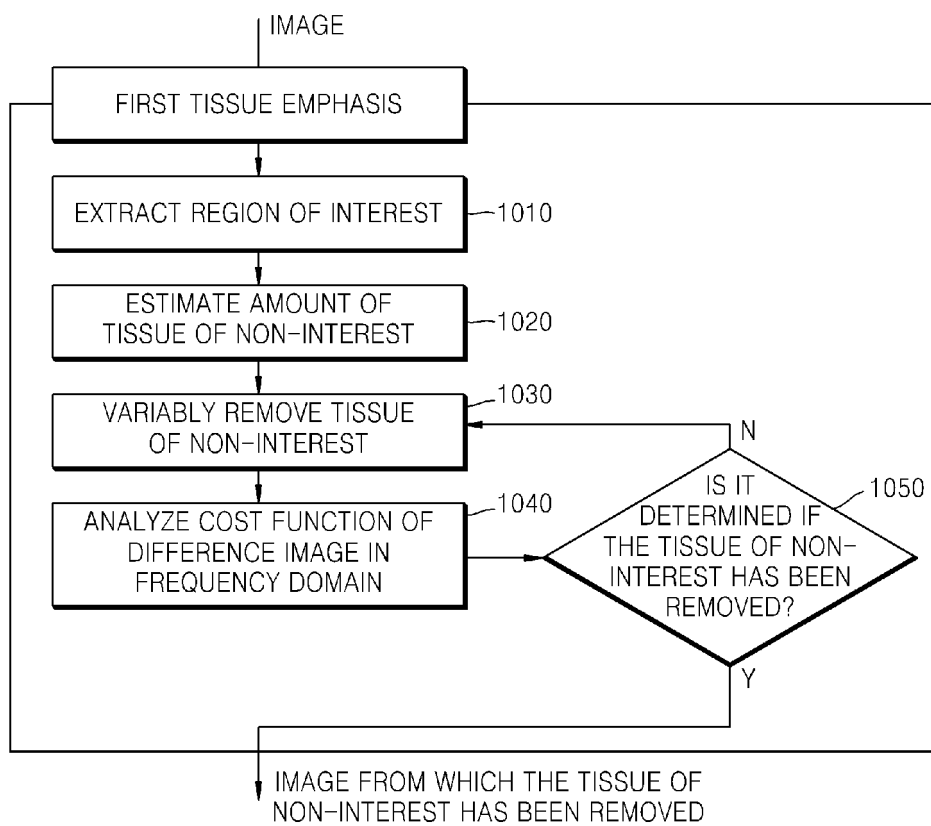 IMAGE
FIRST TISSUE EMPHASIS
EXTRACT REGION OF INTEREST
1010
ESTIMATE AMOUNT OF
TISSUE OF NON-INTEREST
1020
VARIABLY REMOVE TISSUE
OF NON-INTEREST
1030
ANALYZE COST FUNCTION OF
DIFFERENCE IMAGE IN
FREQUENCY DOMAIN
1040
N
IS IT
DETERMINED IF
THE TISSUE OF NON-
INTEREST HAS BEEN
REMOVED?
1050
Y
IMAGE FROM WHICH THE TISSUE OF
NON-INTEREST HAS BEEN REMOVED